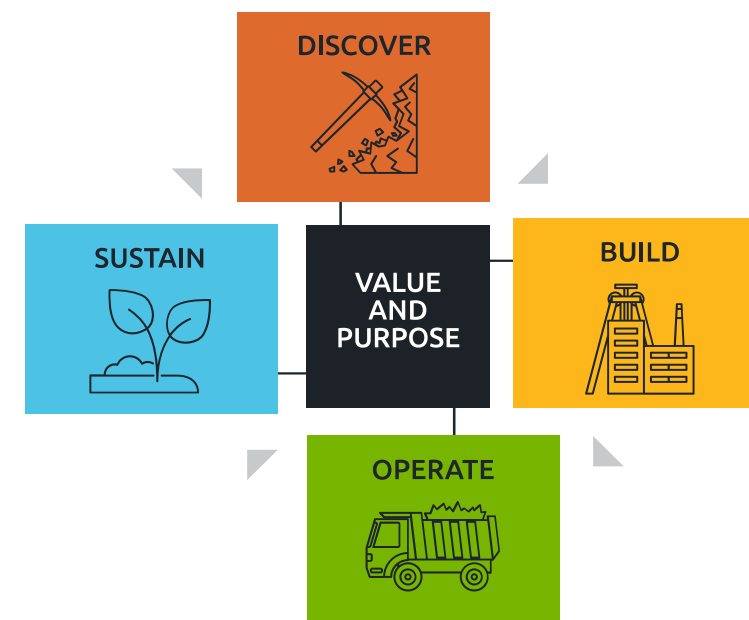 DISCOVER
SUSTAIN
BUILD
VALUE
AND
PURPOSE
OPERATE